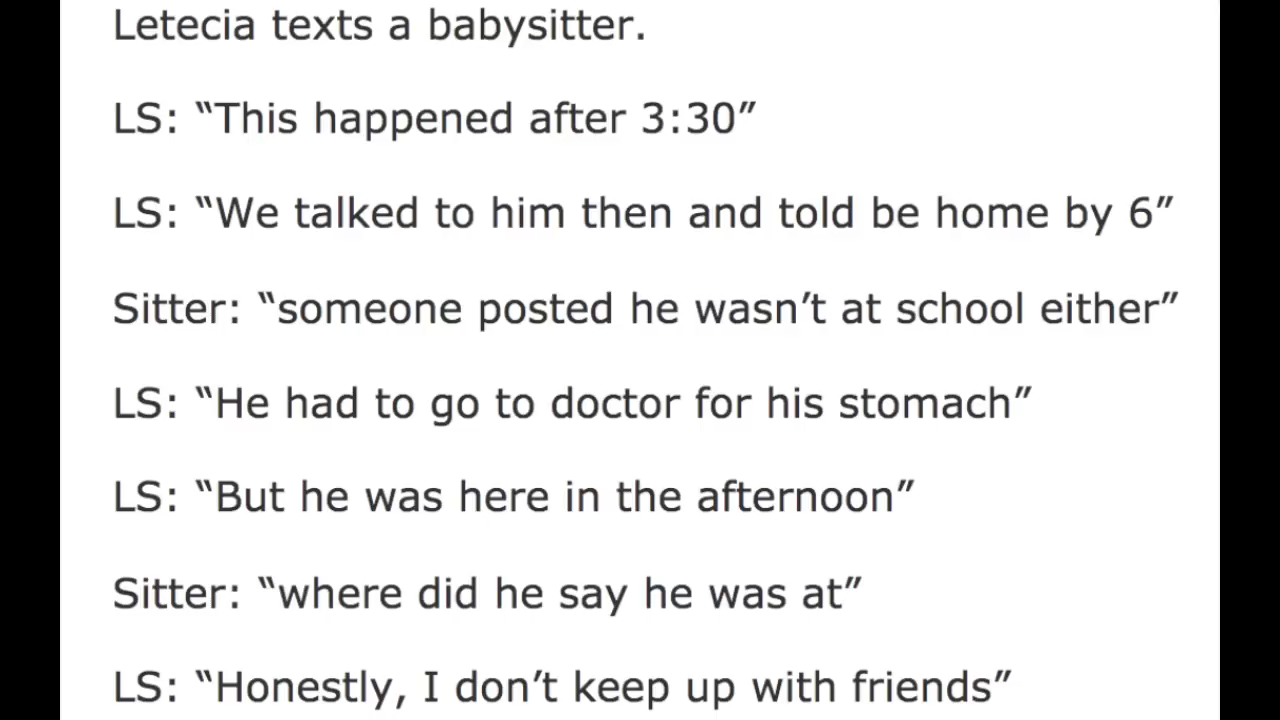 Letecia texts a babysitter.
LS: “This happened after 3:30”
LS: “We talked to him then and told be home by 6”
Sitter: “someone posted he wasn’t at school either”
LS: “He had to go to doctor for his stomach”
LS: “But he was here in the afternoon”
Sitter: “where did he say he was at”
LS: “Honestly, I don’t keep up with friends”